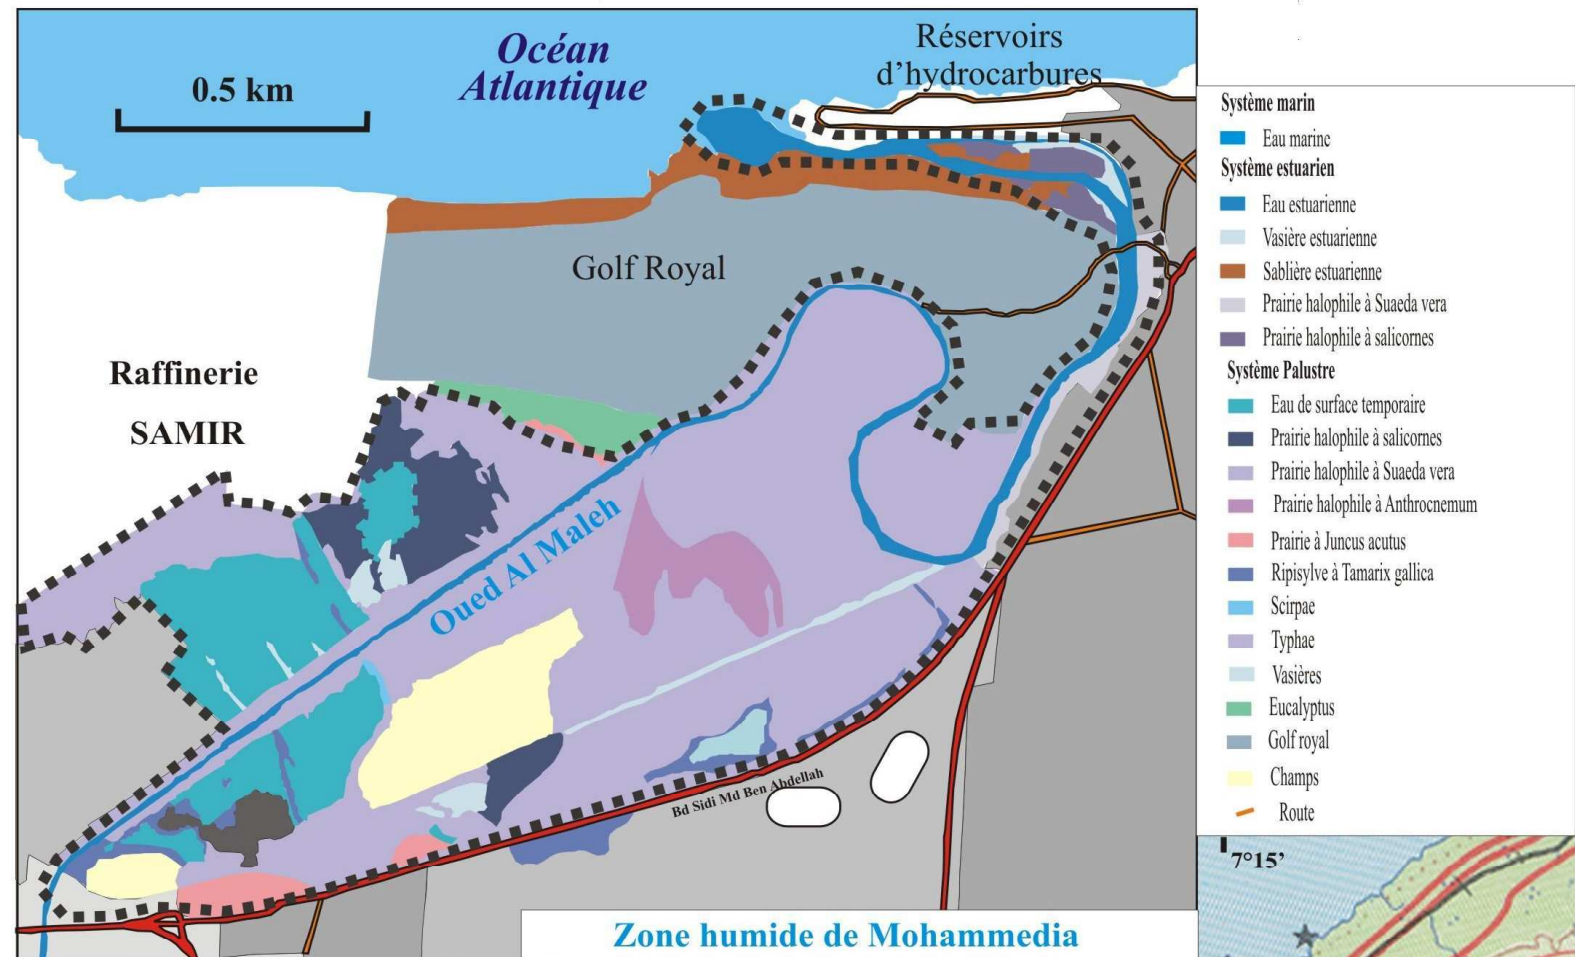 Océan
Atlantique
Réservoirs
d'hydrocarbures
0.5 km
Golf Royal
Raffinerie
SAMIR
Oued Al Maleh
Bd Sidi Md Ben Abdellah
Zone humide de Mohammedia
Système marin
Eau marine
Système estuarien
Eau estuarienne
Vasière estuarienne
Sablière estuarienne
Prairie halophile à Suaeda vera
Prairie halophile à salicornes
Système Palustre
Eau de surface temporaire
Prairie halophile à salicornes
Prairie halophile à Suaeda vera
Prairie halophile à Anthrocnemum
Prairie à Juncus acutus
Ripisylve à Tamarix gallica
Scirpae
Typhae
Vasières
Eucalyptus
Golf royal
Champs
Route
7°15'